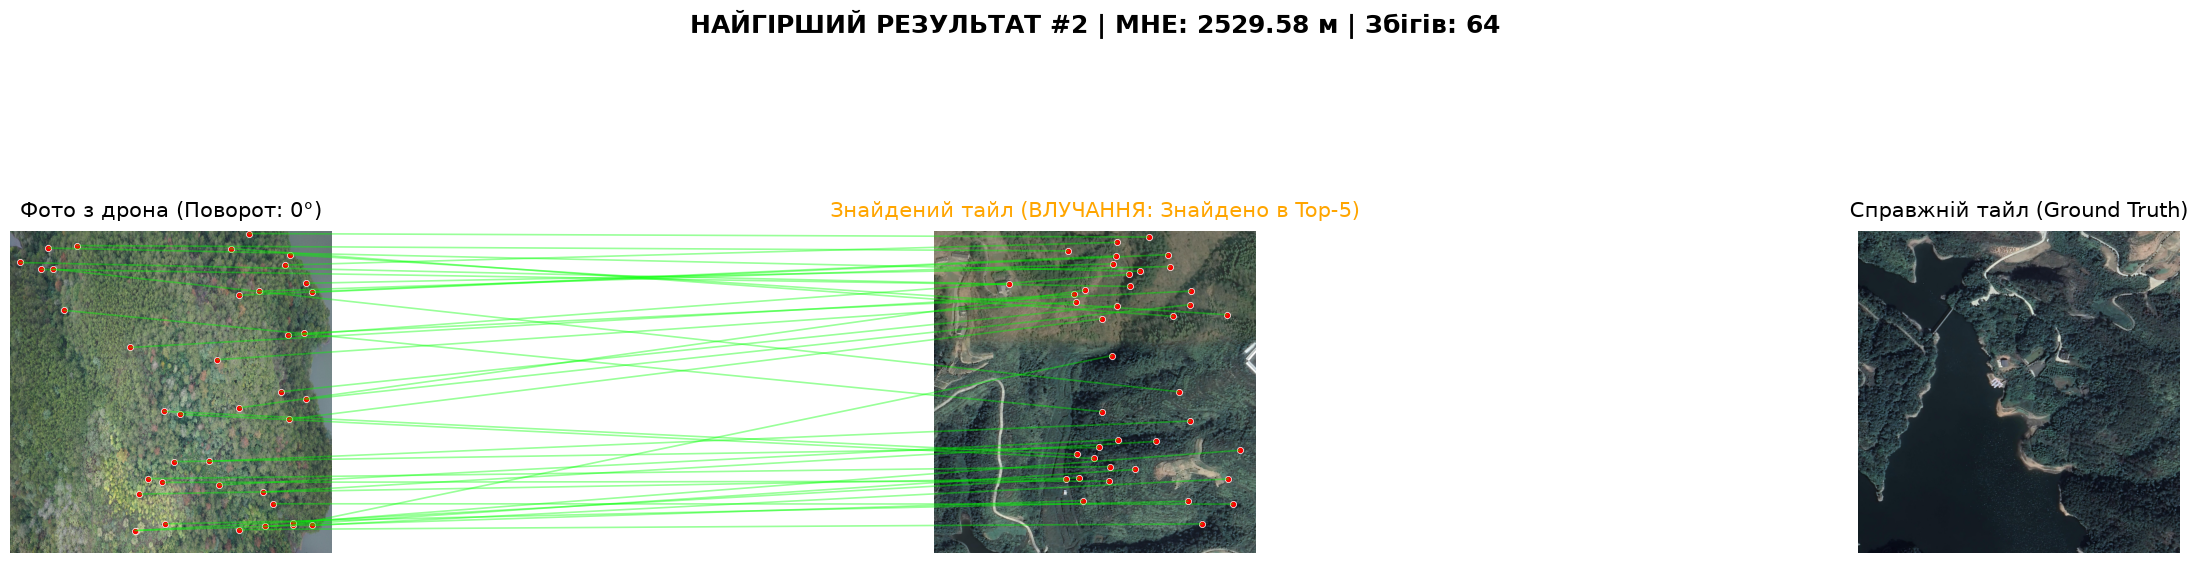 НАЙГІРШИЙ РЕЗУЛЬТАТ #2 | МНЕ: 2529.58 м | Збігів: 64
Фото з дрона (Поворот: 0°)
Знайдений тайл (ВЛУЧАННЯ: Знайдено в Top-5)
Справжній тайл (Ground Truth)